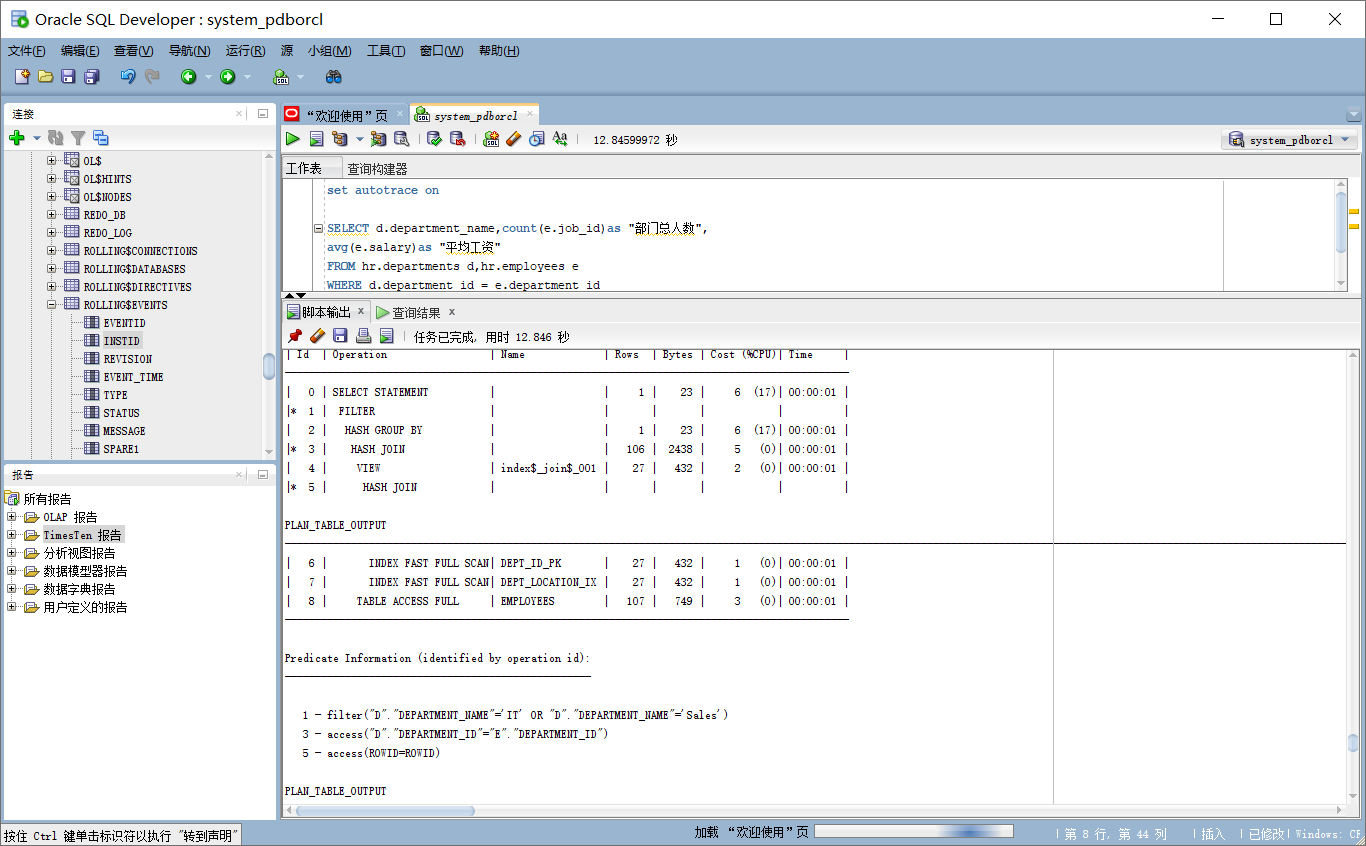 Oracle SQL Developer : system_pdborcl
文件(F) 编辑(E) 查看(V) 导航(N) 运行(R) 源 小组(M) 工具(T) 窗口(W) 帮助(H)
连接
OL$
OL$HINTS
OL$NODES
REDO_DB
REDO_LOG
ROLLING$CONNECTIONS
ROLLING$DATABASES
ROLLING$DIRECTIVES
ROLLING$EVENTS
EVENTID
INSTID
REVISION
EVENT_TIME
TYPE
STATUS
MESSAGE
SPARE1
报告
所有报告
OLAP 报告
TimesTen 报告
分析视图报告
数据模型器报告
数据字典报告
用户定义的报告
“欢迎使用”页 system_pdborcl
12.84599972 秒 system_pdborcl
工作表 查询构建器
set autotrace on
SELECT d.department_name,count(e.job_id)as "部门总人数",
avg(e.salary)as "平均工资"
FROM hr.departments d,hr.employees e
WHERE d.department_id = e.department_id
脚本输出 查询结果
任务已完成, 用时 12.846 秒
| Id | Operation | Name | Rows | Bytes | Cost (%CPU)| Time |
| 0 | SELECT STATEMENT | | 1 | 23 | 6 (17)| 00:00:01 |
|* 1 | FILTER | | | | | |
| 2 | HASH GROUP BY | | 1 | 23 | 6 (17)| 00:00:01 |
|* 3 | HASH JOIN | | 106 | 2438 | 5 (0)| 00:00:01 |
| 4 | VIEW | index$_join$_001 | 27 | 432 | 2 (0)| 00:00:01 |
|* 5 | HASH JOIN | | | | | |
PLAN_TABLE_OUTPUT
| 6 | INDEX FAST FULL SCAN| DEPT_ID_PK | 27 | 432 | 1 (0)| 00:00:01 |
| 7 | INDEX FAST FULL SCAN| DEPT_LOCATION_IX | 27 | 432 | 1 (0)| 00:00:01 |
| 8 | TABLE ACCESS FULL | EMPLOYEES | 107 | 749 | 3 (0)| 00:00:01 |
Predicate Information (identified by operation id):
1 - filter("D"."DEPARTMENT_NAME"='IT' OR "D"."DEPARTMENT_NAME"='Sales')
3 - access("D"."DEPARTMENT_ID"="E"."DEPARTMENT_ID")
5 - access(ROWID=ROWID)
PLAN_TABLE_OUTPUT
按住 Ctrl 键单击标识符以执行 "转到声明" 加载 “欢迎使用”页 | 第 8 行, 第 44 列 | 插入 | 已修改| Windows: